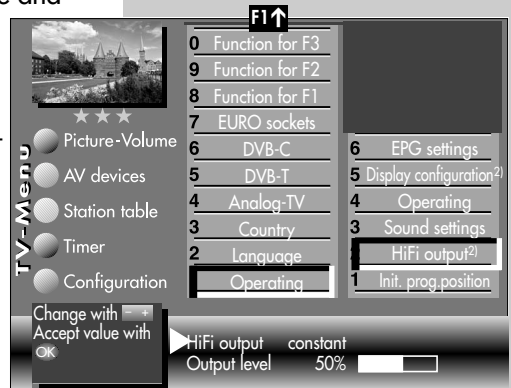 e and
F1↑
0 Function for F3
9 Function for F2
8 Function for F1
7 EURO sockets
6 DVB-C
5 DVB-T
4 Analog-TV
3 Country
2 Language
Operating
TV-Menu
Picture-Volume
AV devices
Station table
Timer
Configuration
6 EPG settings
5 Display configuration2)
4 Operating
3 Sound settings
HiFi output2)
1 Init. prog.position
Change with - +
Accept value with
OK
HiFi output constant
Output level 50%